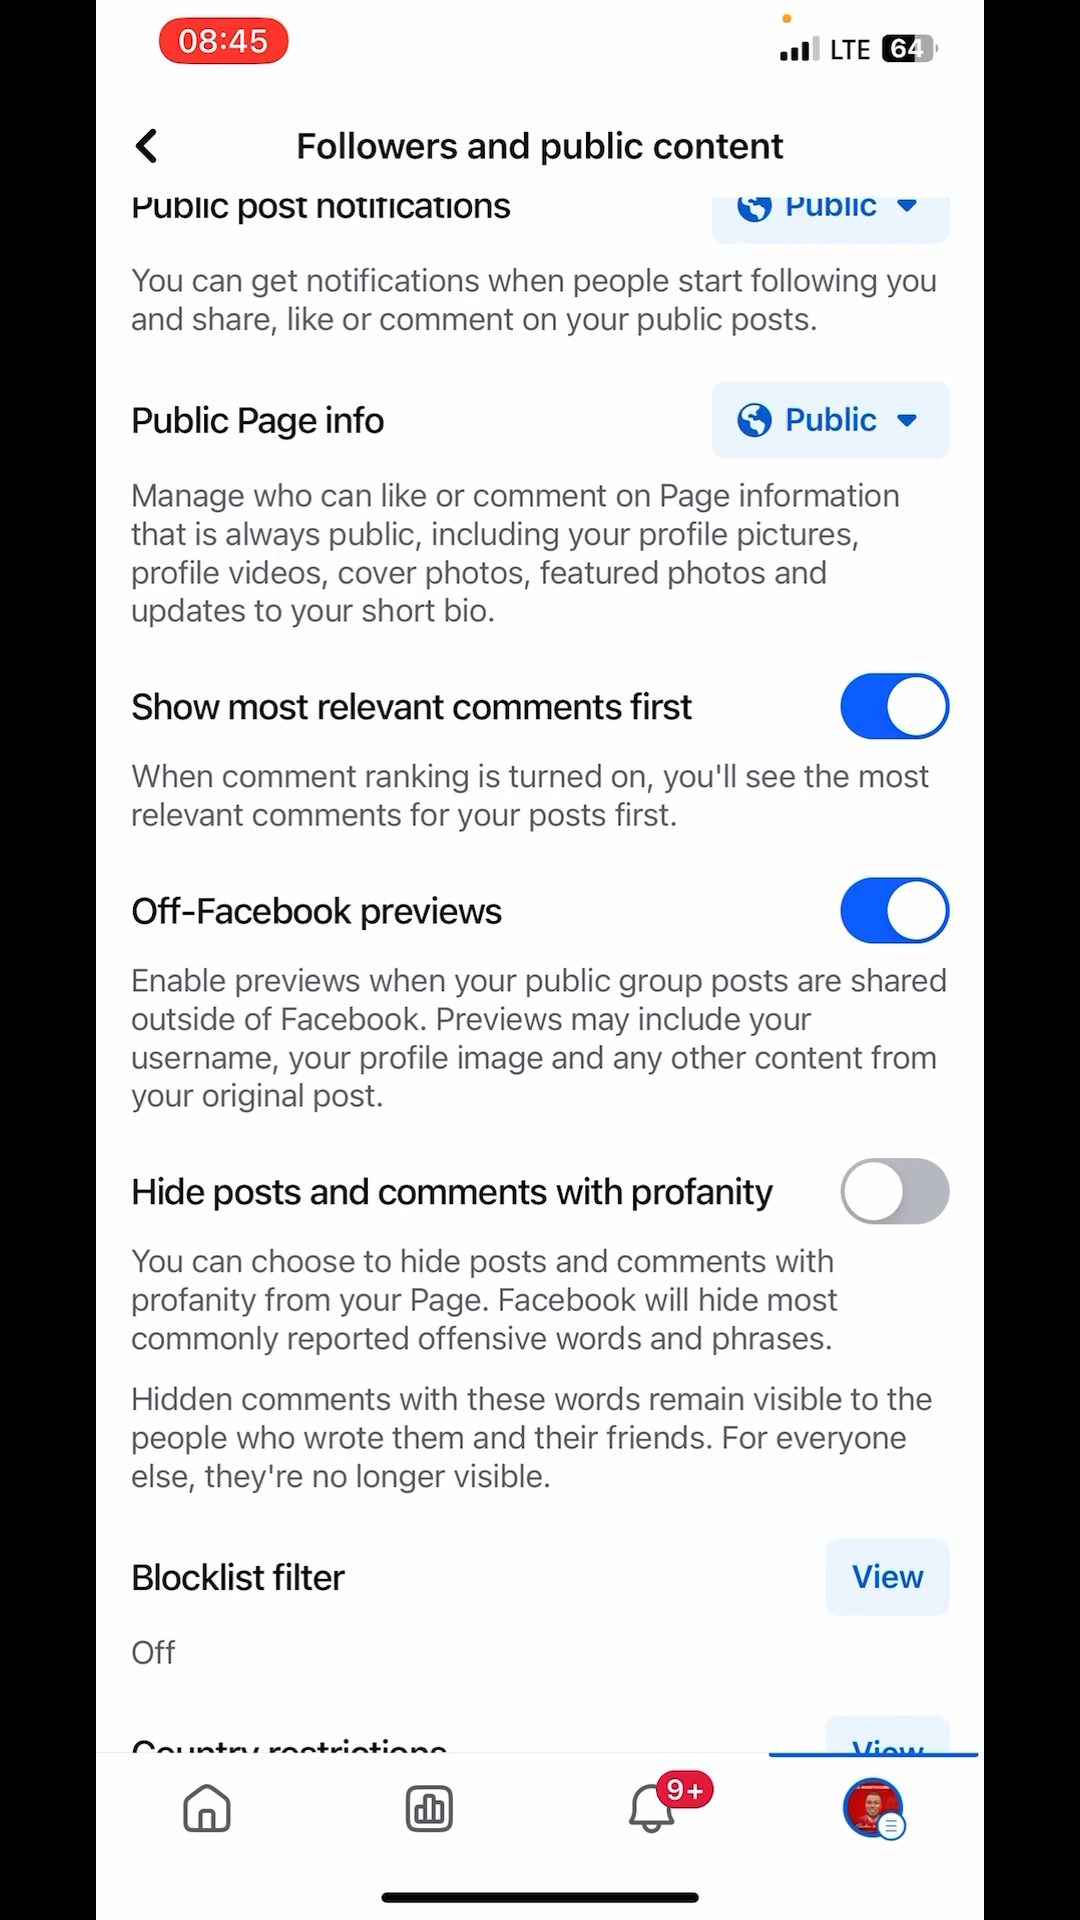 08:45
LTE 64
Followers and public content
Public post notifications
Public
You can get notifications when people start following you
and share, like or comment on your public posts.
Public Page info
Public
Manage who can like or comment on Page information
that is always public, including your profile pictures,
profile videos, cover photos, featured photos and
updates to your short bio.
Show most relevant comments first
When comment ranking is turned on, you'll see the most
relevant comments for your posts first.
Off-Facebook previews
Enable previews when your public group posts are shared
outside of Facebook. Previews may include your
username, your profile image and any other content from
your original post.
Hide posts and comments with profanity
You can choose to hide posts and comments with
profanity from your Page. Facebook will hide most
commonly reported offensive words and phrases.
Hidden comments with these words remain visible to the
people who wrote them and their friends. For everyone
else, they're no longer visible.
Blocklist filter
View
Off
Country restrictions
View
9+